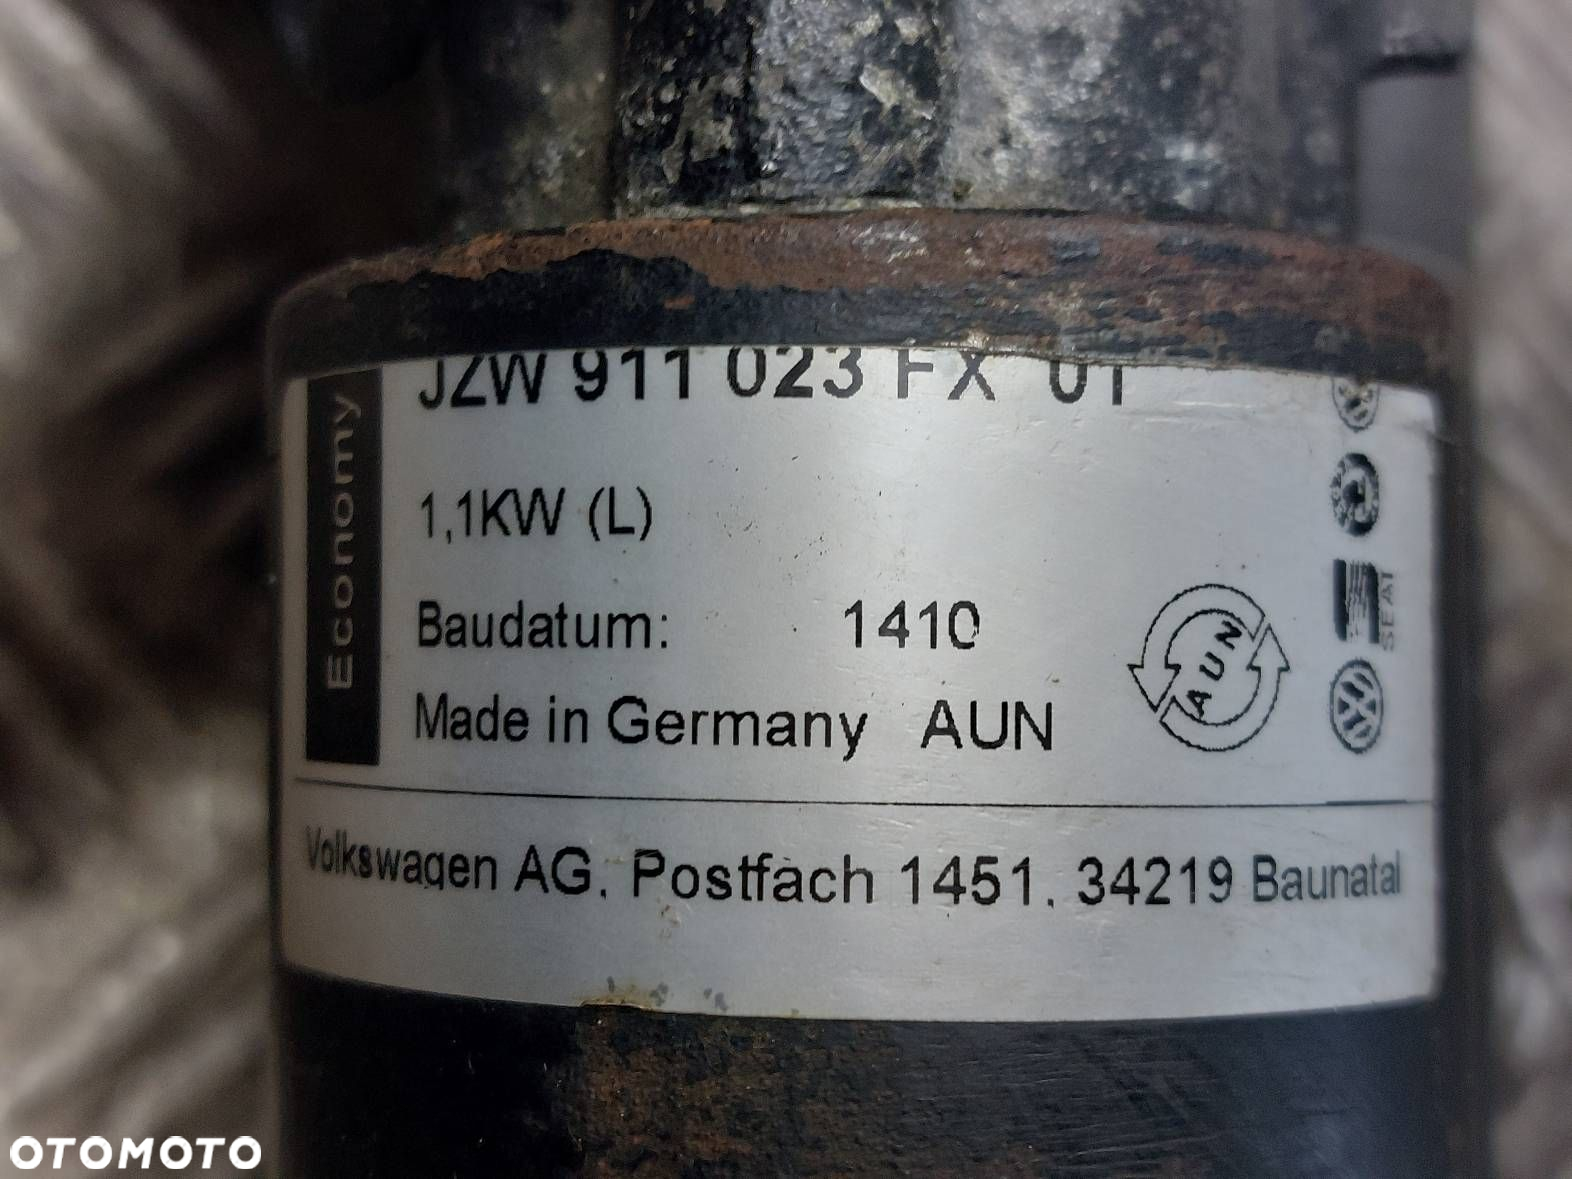 JZW 911 023 FX 01
Economy
1,1KW (L)
Baudatum: 1410
Made in Germany AUN
AUN
SEAT
Volkswagen AG, Postfach 1451, 34219 Baunatal
OTOMOTO